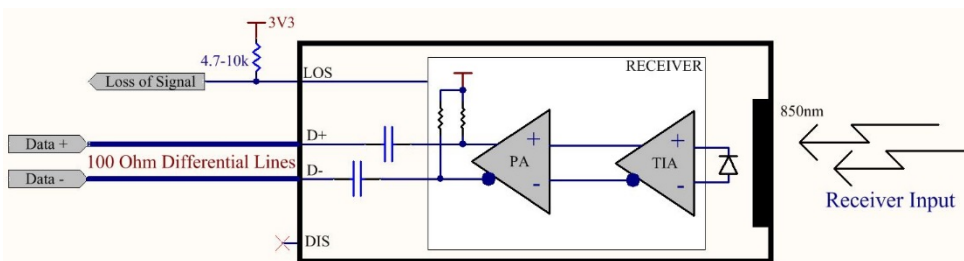 3V3
4.7-10k
RECEIVER
Loss of Signal
LOS
850nm
Data +
D+
+
+
100 Ohm Differential Lines
PA
TIA
Data -
D-
-
-
Receiver Input
DIS